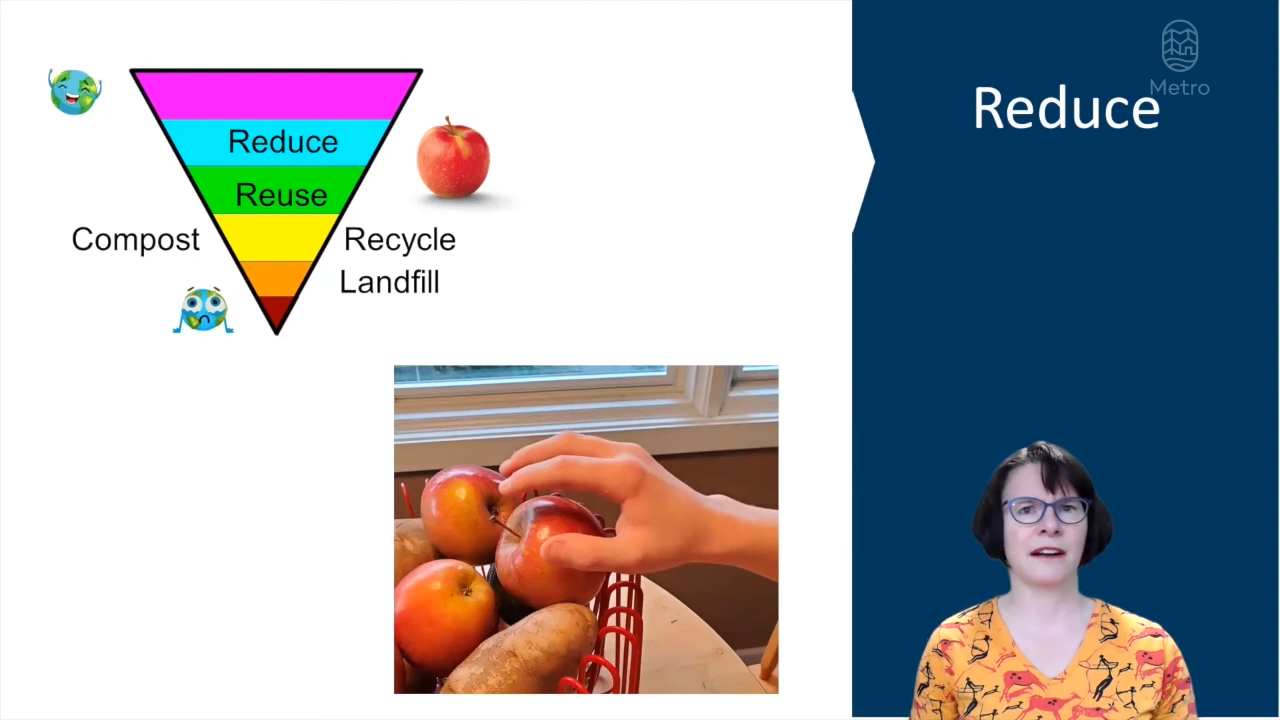 Metro
Reduce
Reduce
Reuse
Compost
Recycle
Landfill